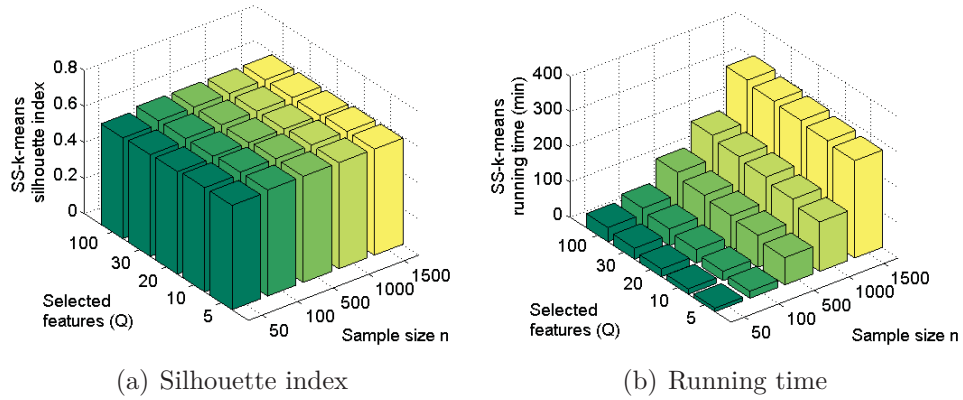 SS-k-means
silhouette index
0.8
0.6
0.4
0.2
0
100
30
20
10
5
Selected
features (Q)
50
100
500
1000
1500
Sample size n
(a) Silhouette index
SS-k-means
running time (min)
400
300
200
100
0
100
30
20
10
5
Selected
features (Q)
50
100
500
1000
1500
Sample size n
(b) Running time